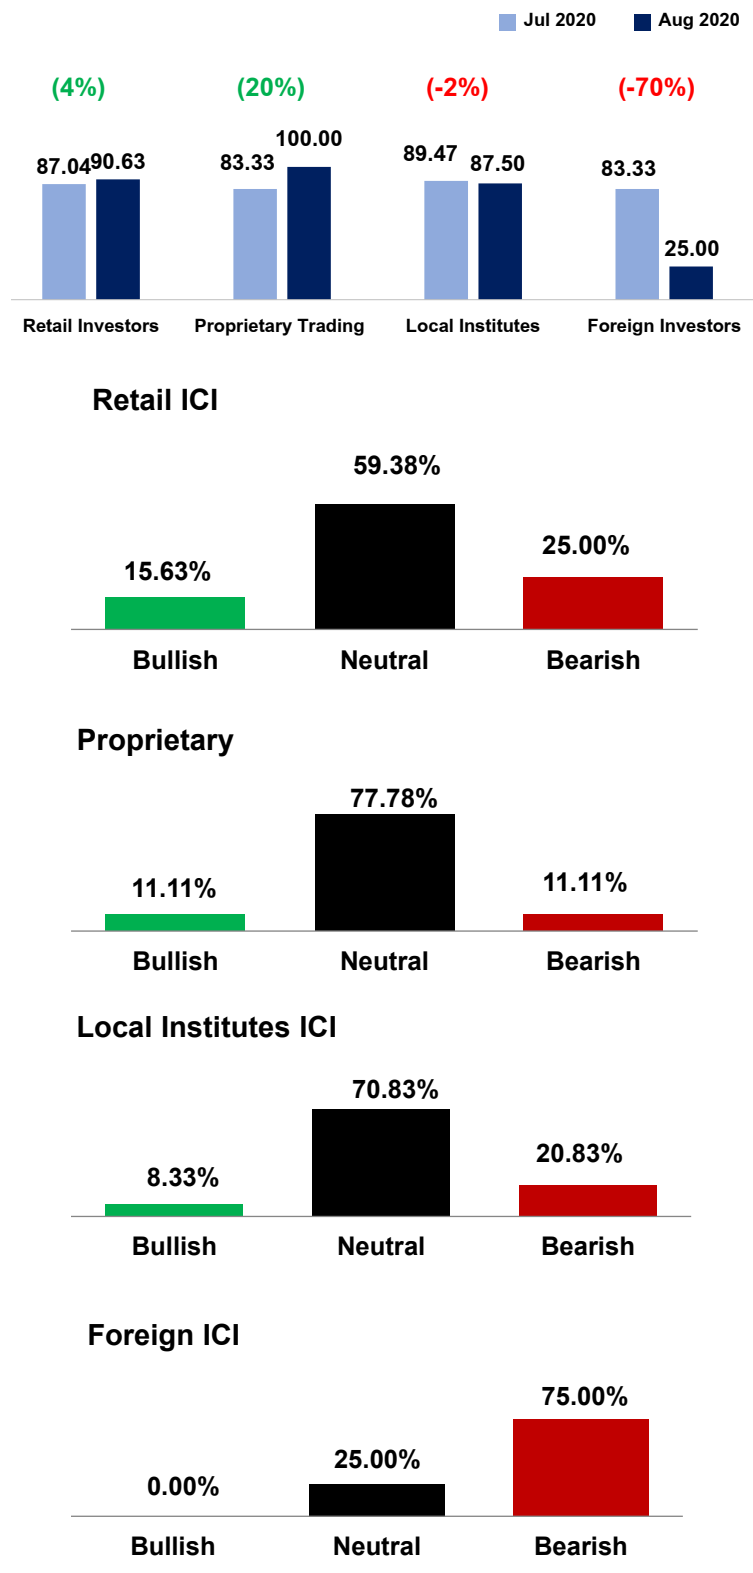 Jul 2020 Aug 2020
(4%) (20%) (-2%) (-70%)
87.04 90.63 83.33 100.00 89.47 87.50 83.33 25.00
Retail Investors Proprietary Trading Local Institutes Foreign Investors
Retail ICI
15.63% 59.38% 25.00%
Bullish Neutral Bearish
Proprietary
11.11% 77.78% 11.11%
Bullish Neutral Bearish
Local Institutes ICI
8.33% 70.83% 20.83%
Bullish Neutral Bearish
Foreign ICI
0.00% 25.00% 75.00%
Bullish Neutral Bearish